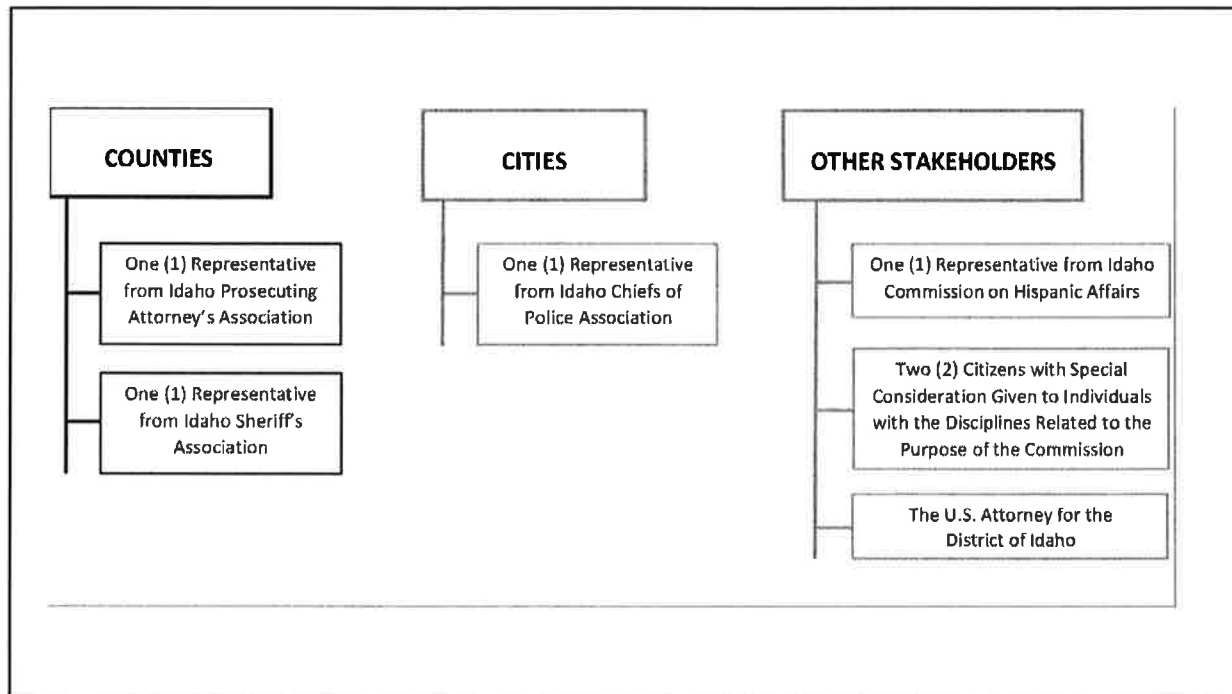 COUNTIES
One (1) Representative
from Idaho Prosecuting
Attorney's Association
One (1) Representative
from Idaho Sheriff's
Association
CITIES
One (1) Representative
from Idaho Chiefs of
Police Association
OTHER STAKEHOLDERS
One (1) Representative from Idaho
Commission on Hispanic Affairs
Two (2) Citizens with Special
Consideration Given to Individuals
with the Disciplines Related to the
Purpose of the Commission
The U.S. Attorney for the
District of Idaho